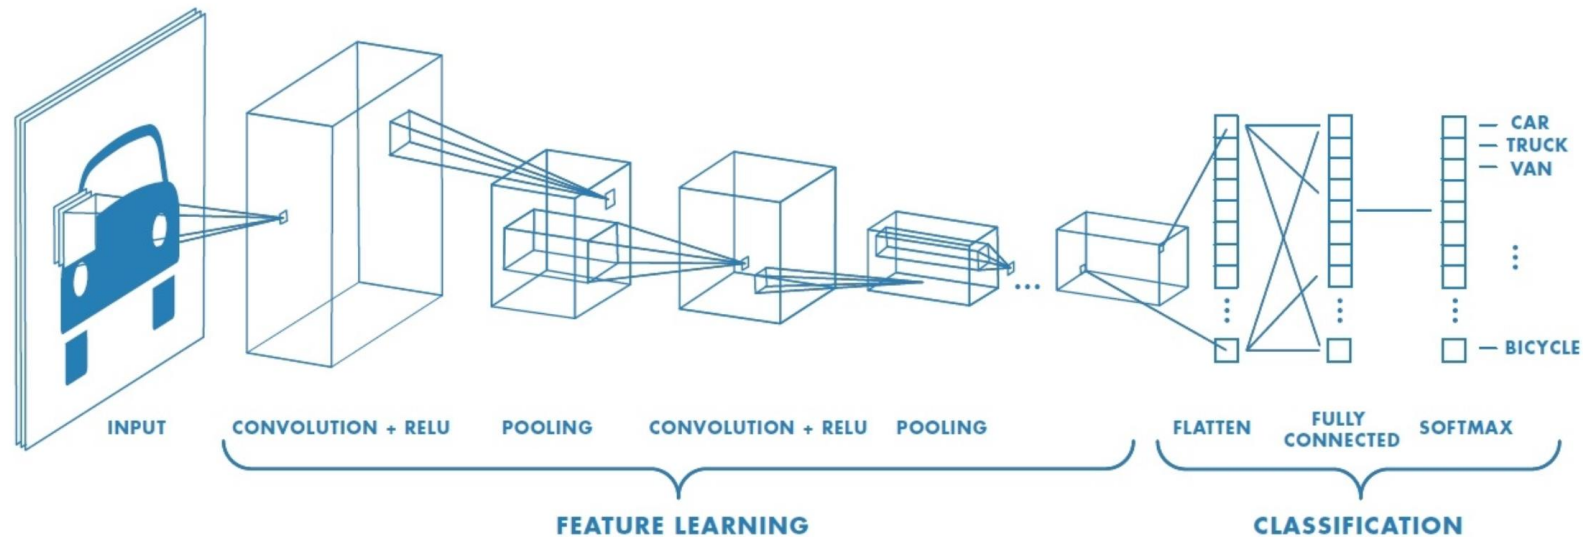 CAR
TRUCK
VAN
BICYCLE
INPUT
CONVOLUTION + RELU
POOLING
CONVOLUTION + RELU
POOLING
FLATTEN
FULLY
CONNECTED
SOFTMAX
FEATURE LEARNING
CLASSIFICATION